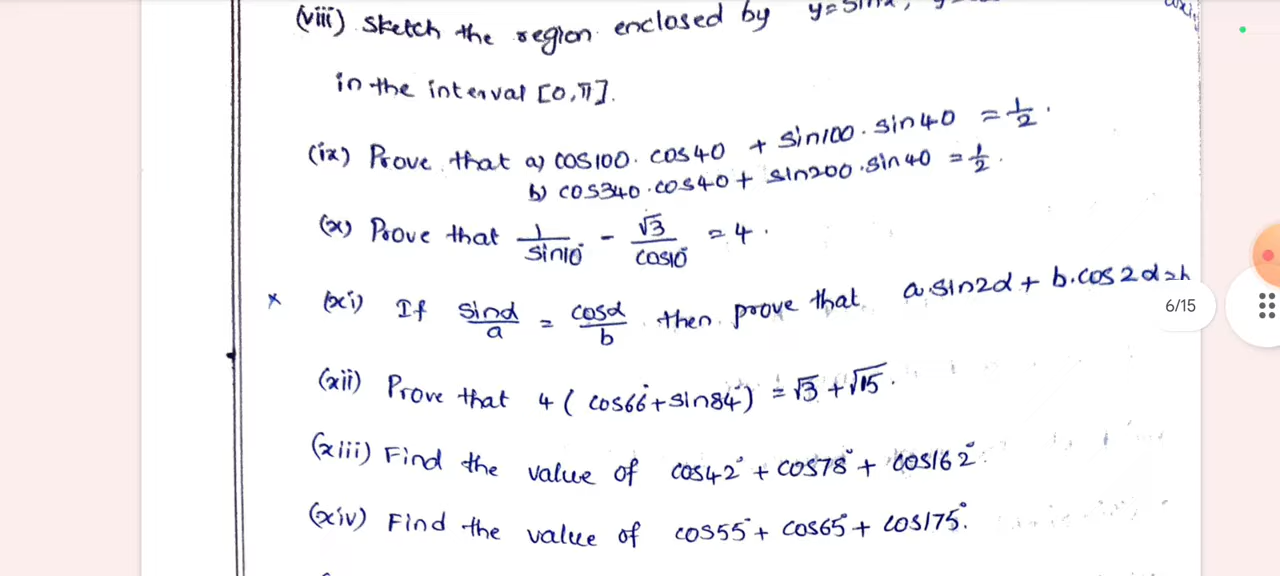 (viii) Sketch the region enclosed by y=sinx,
in the interval [0,π].
(ix) Prove that a) cos100. cos40 + sin100. sin40 = 1/2.
b) cos340.cos40+ sin200.sin40 = 1/2.
(x) Prove that 1/sin10° - √3/cos10° = 4.
* (xi) If sinα/a = cosα/b then prove that a.sin2α + b.cos2α = b
6/15
(xii) Prove that 4 ( cos66°+sin84°) = √3 + √15.
(xiii) Find the value of cos42° + cos78° + cos162°.
(xiv) Find the value of cos55° + cos65° + cos175°.